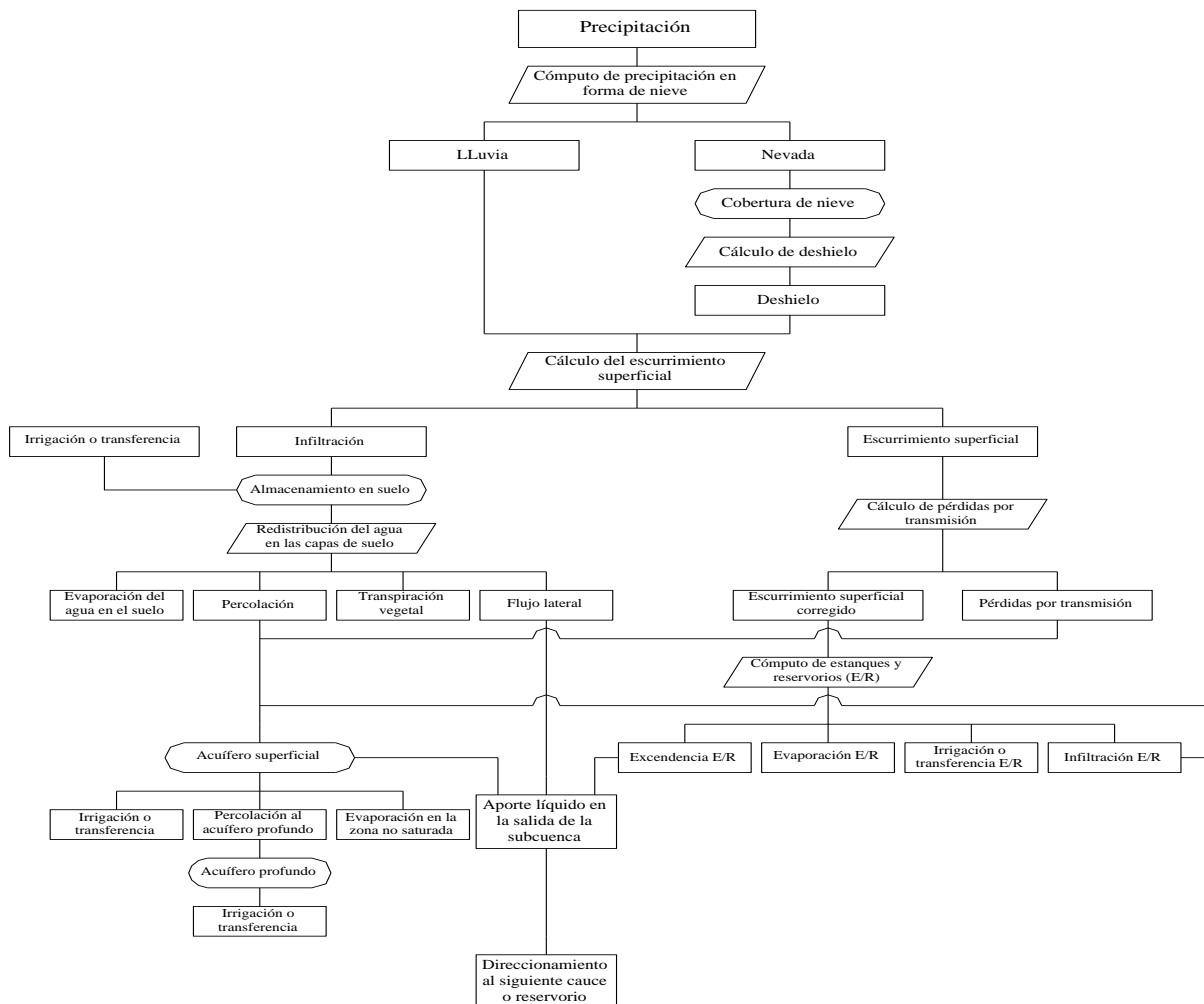 Precipitación
Cómputo de precipitación en
forma de nieve
LLuvia
Nevada
Cobertura de nieve
Cálculo de deshielo
Deshielo
Cálculo del escurrimiento
superficial
Irrigación o transferencia
Infiltración
Escurrimiento superficial
Almacenamiento en suelo
Cálculo de pérdidas por
transmisión
Redistribución del agua
en las capas de suelo
Evaporación del
agua en el suelo
Percolación
Transpiración
vegetal
Flujo lateral
Escurrimiento superficial
corregido
Pérdidas por transmisión
Cómputo de estanques y
reservorios (E/R)
Acuífero superficial
Excendencia E/R
Evaporación E/R
Irrigación o
transferencia E/R
Infiltración E/R
Irrigación o
transferencia
Percolación al
acuífero profundo
Evaporación en la
zona no saturada
Aporte líquido en
la salida de la
subcuenca
Acuífero profundo
Irrigación o
transferencia
Direccionamiento
al siguiente cauce
o reservorio